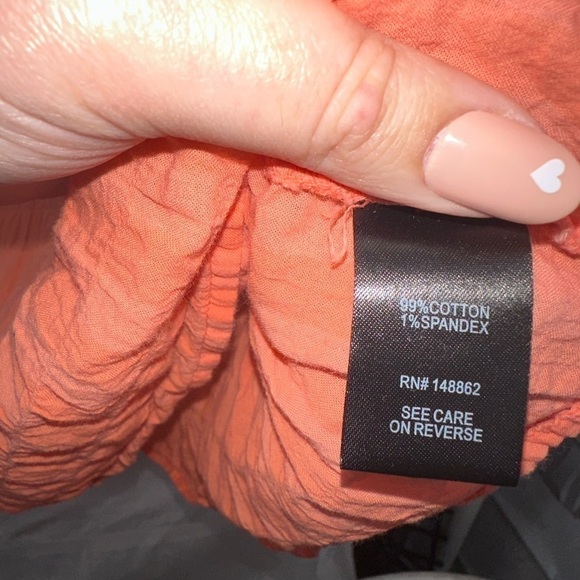 99%COTTON
1%SPANDEX
RN# 148862
SEE CARE
ON REVERSE